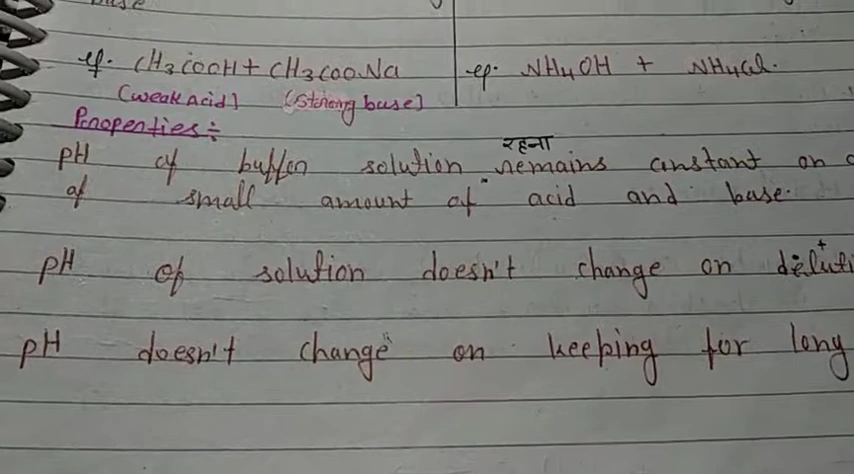 eg. CH3COOH + CH3COONa
eg. NH4OH + NH4Cl.
(weak acid) (strong base)
Properties :-
रहना
pH of buffer solution remains constant on
of small amount of acid and base.
pH of solution doesn't change on
pH doesn't change on keeping for long